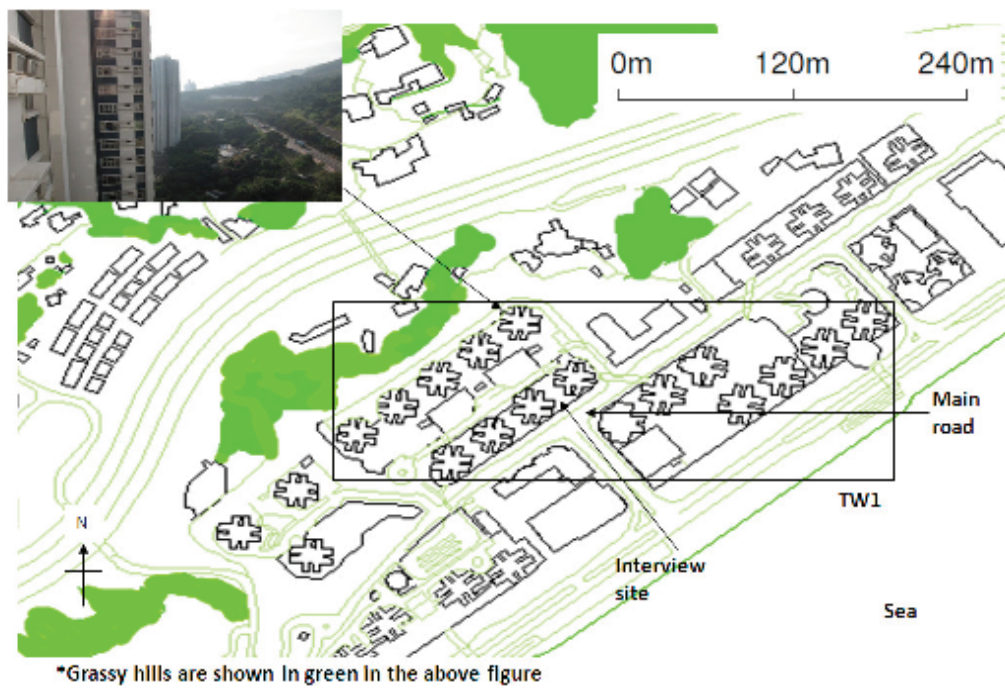 0m 120m 240m
Main
road
TW1
N
Interview
site
Sea
*Grassy hills are shown in green in the above figure